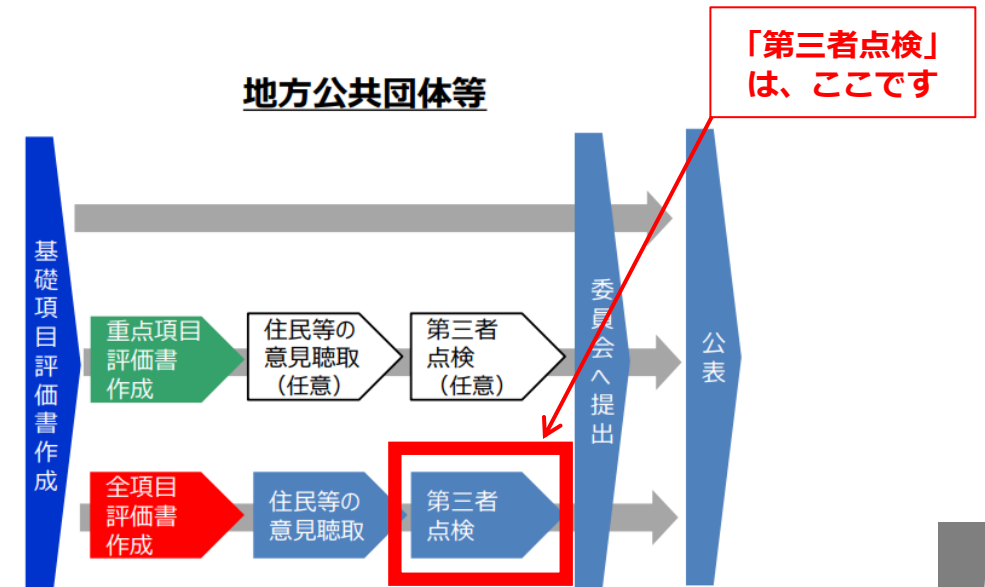 「第三者点検」
は、ここです
地方公共団体等
基礎項目評価書作成
重点項目
評価書
作成
住民等の
意見聴取
（任意）
第三者
点検
（任意）
全項目
評価書
作成
住民等の
意見聴取
第三者
点検
委員会へ提出
公表